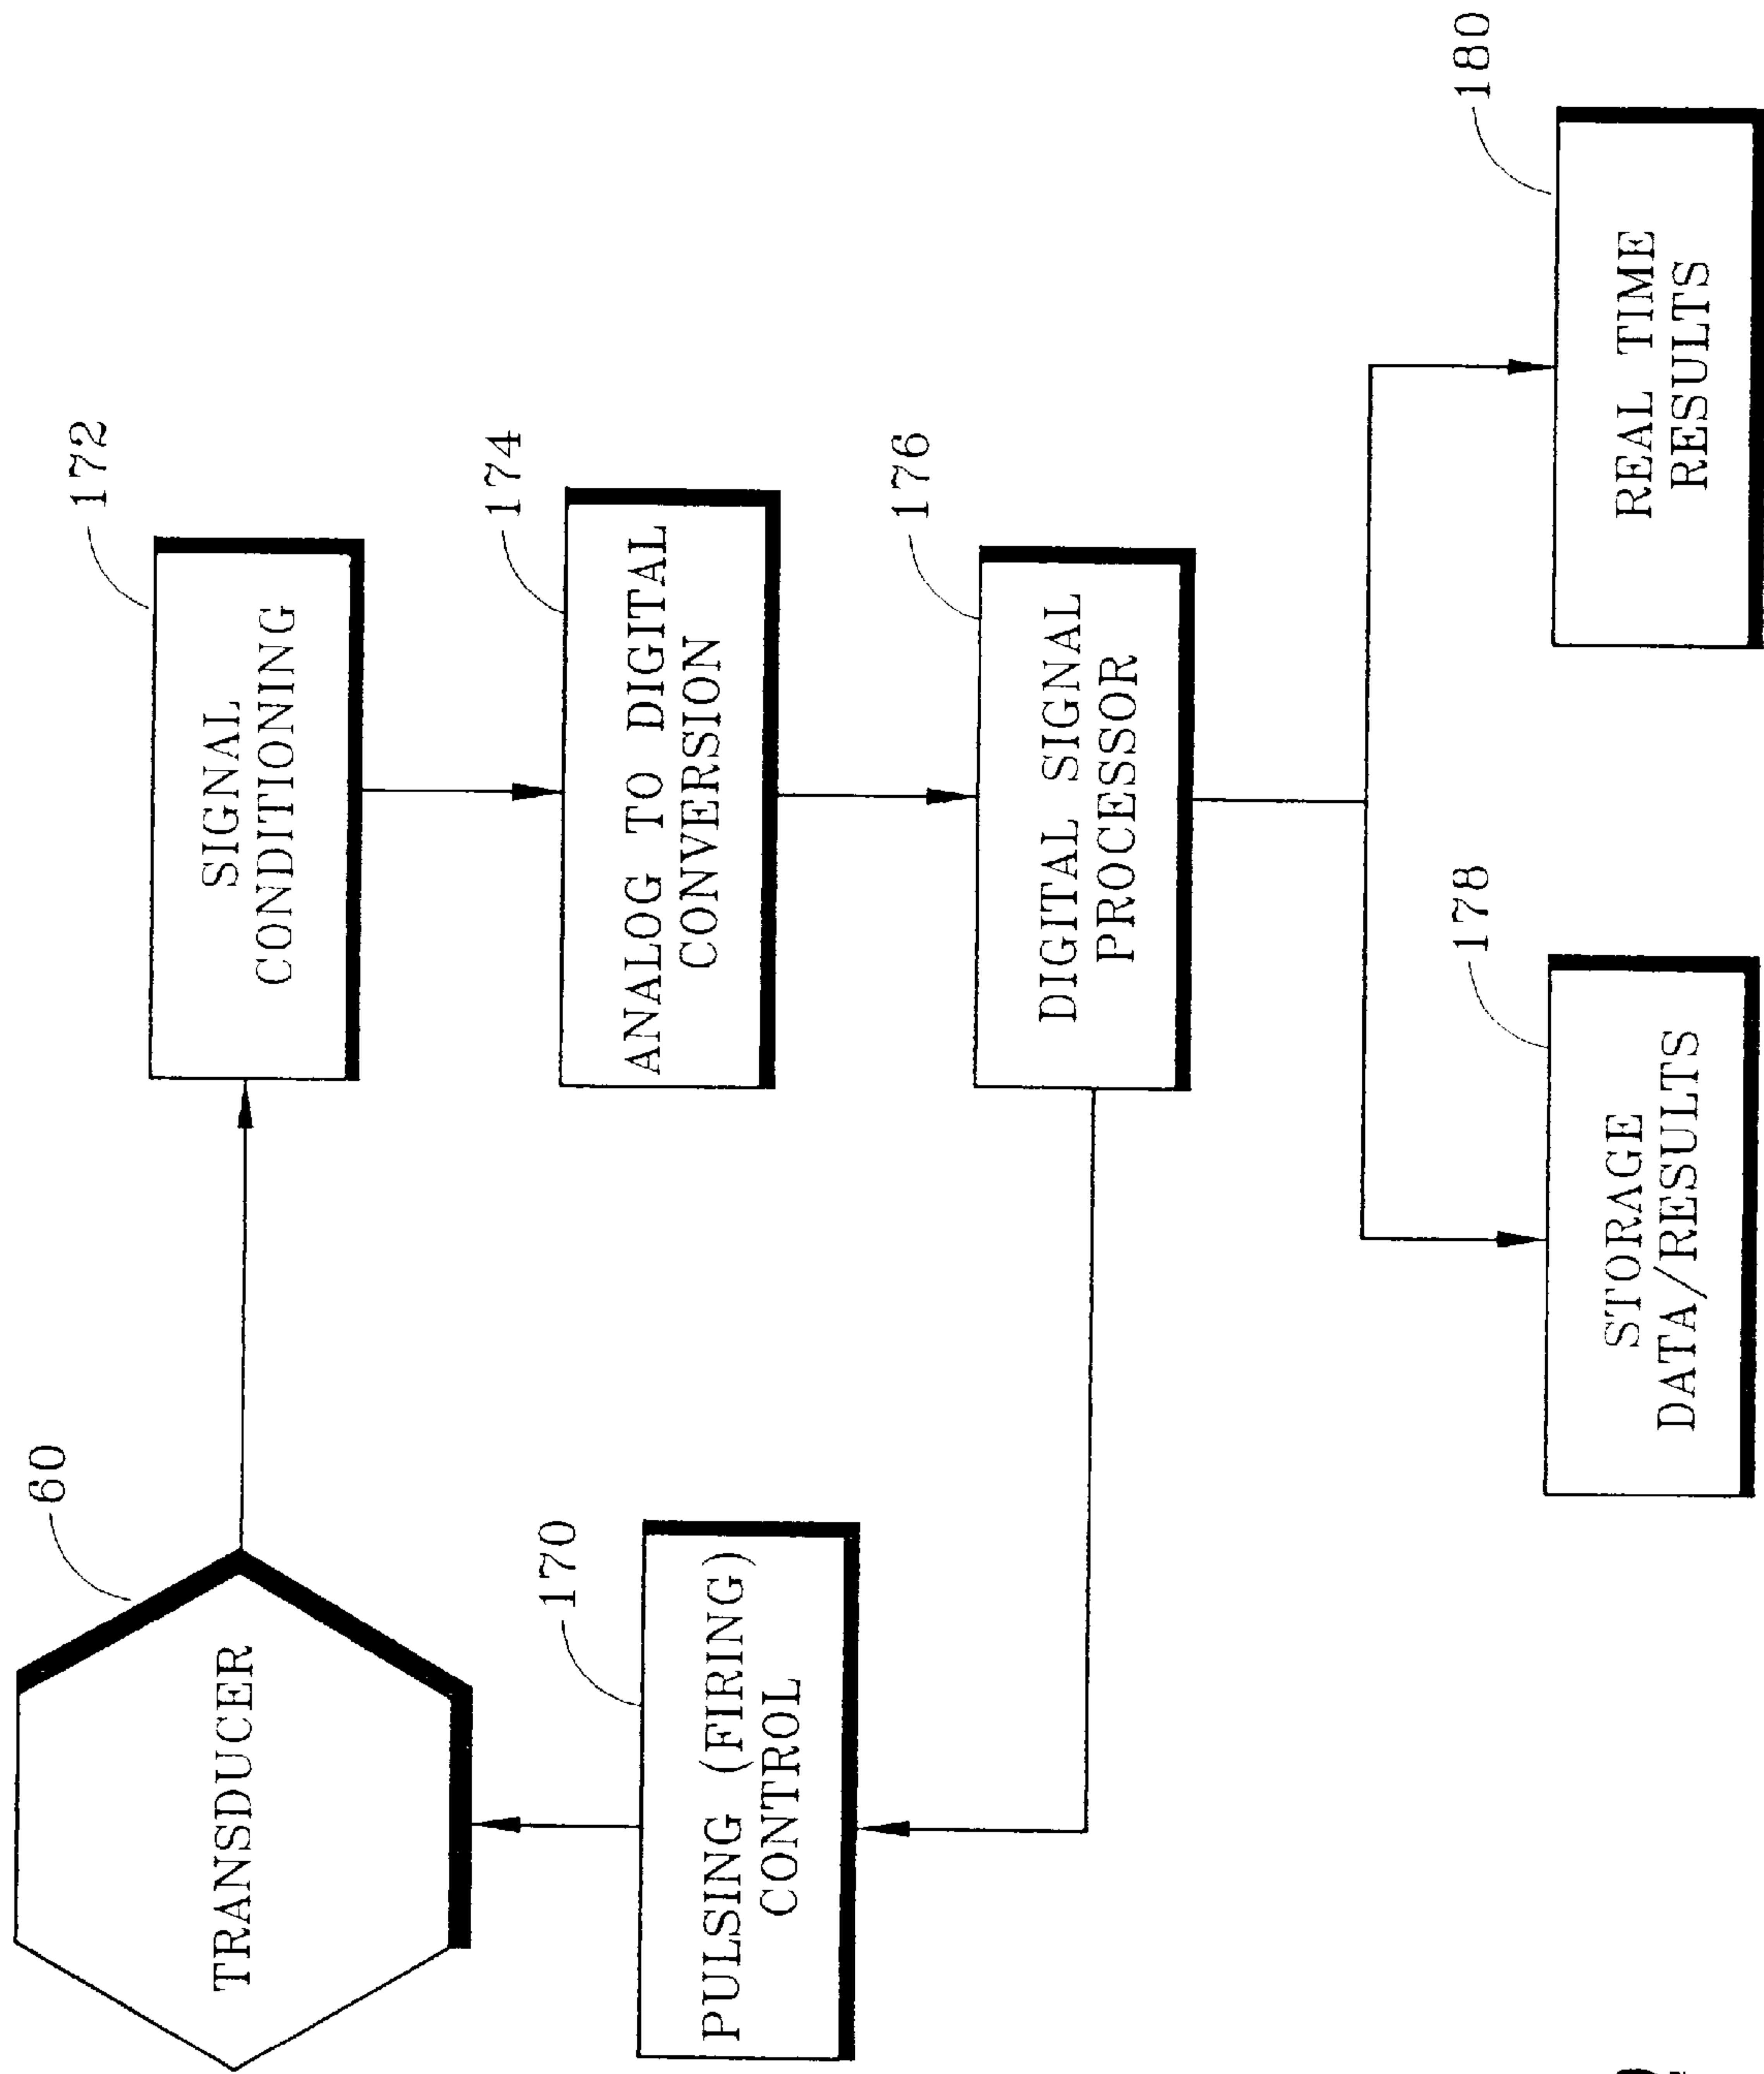 60
TRANSDUCER
172
SIGNAL
CONDITIONING
170
PULSING (FIRING)
CONTROL
174
ANALOG TO DIGITAL
CONVERSION
176
DIGITAL SIGNAL
PROCESSOR
178
STORAGE
DATA/RESULTS
180
REAL TIME
RESULTS